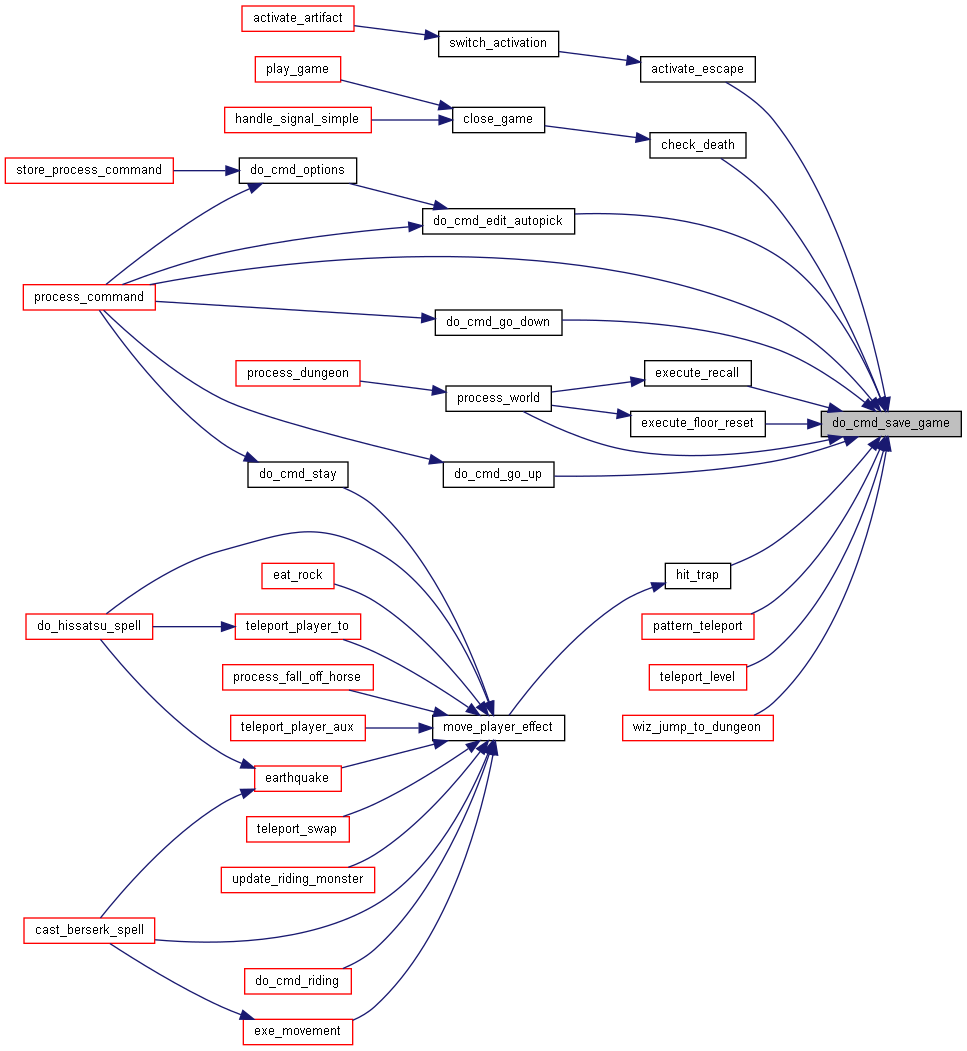 activate_artifact
switch_activation
activate_escape
play_game
handle_signal_simple
close_game
check_death
store_process_command
do_cmd_options
do_cmd_edit_autopick
process_command
do_cmd_go_down
process_dungeon
process_world
execute_recall
execute_floor_reset
do_cmd_save_game
do_cmd_stay
do_cmd_go_up
hit_trap
eat_rock
do_hissatsu_spell
teleport_player_to
pattern_teleport
process_fall_off_horse
teleport_level
teleport_player_aux
move_player_effect
wiz_jump_to_dungeon
earthquake
teleport_swap
update_riding_monster
cast_berserk_spell
do_cmd_riding
exe_movement